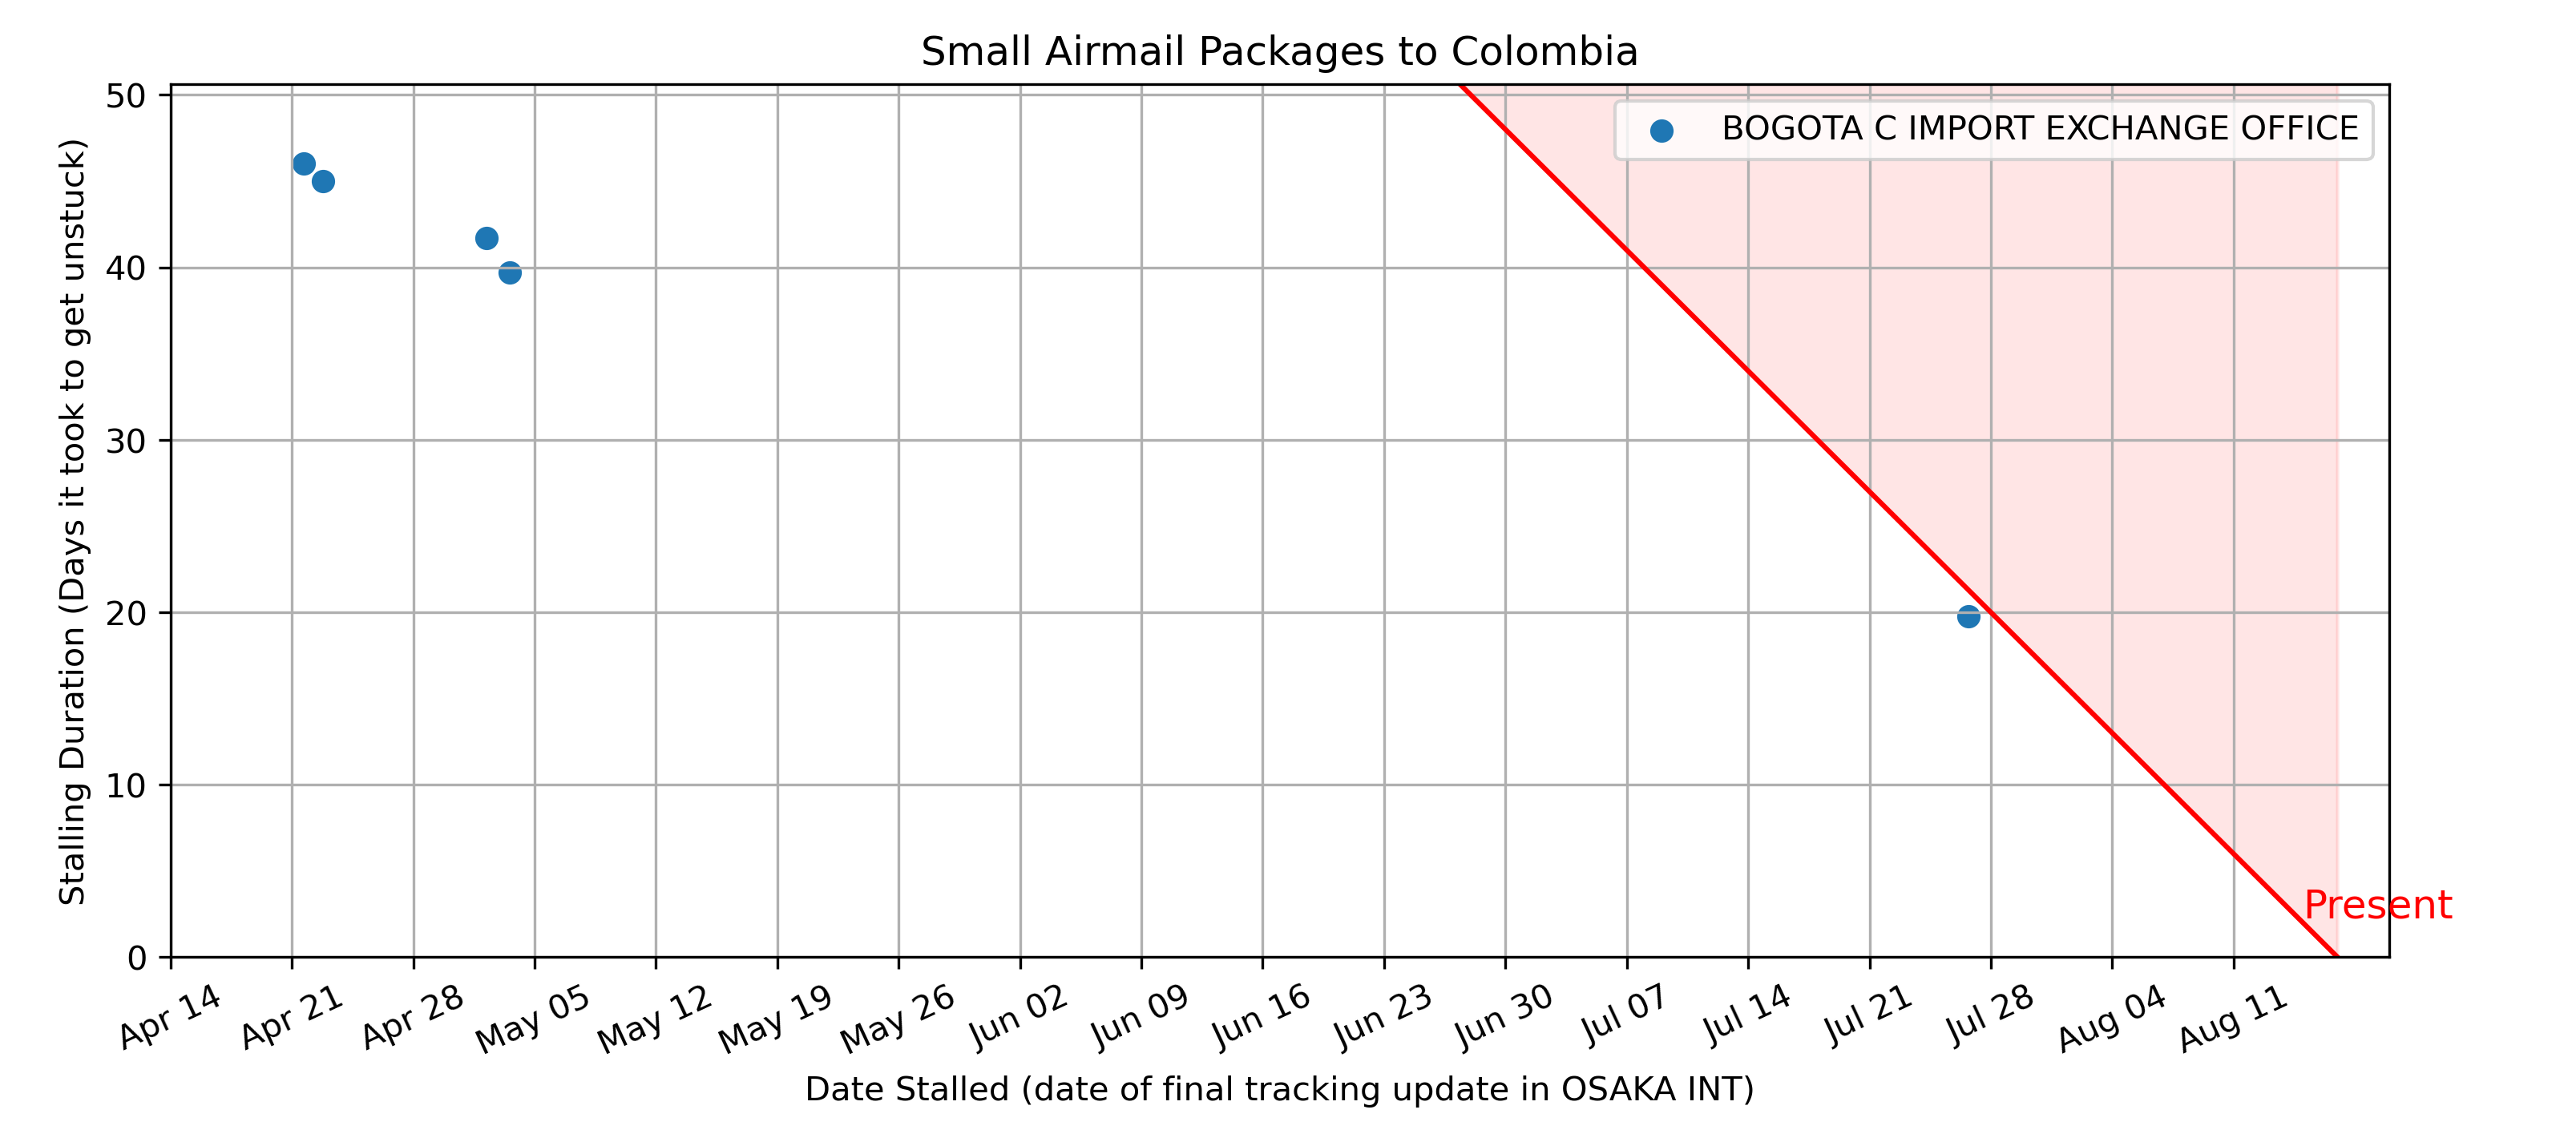 Small Airmail Packages to Colombia
BOGOTA C IMPORT EXCHANGE OFFICE
Stalling Duration (Days it took to get unstuck)
50
40
30
20
10
0
Present
Apr 14
Apr 21
Apr 28
May 05
May 12
May 19
May 26
Jun 02
Jun 09
Jun 16
Jun 23
Jun 30
Jul 07
Jul 14
Jul 21
Jul 28
Aug 04
Aug 11
Date Stalled (date of final tracking update in OSAKA INT)